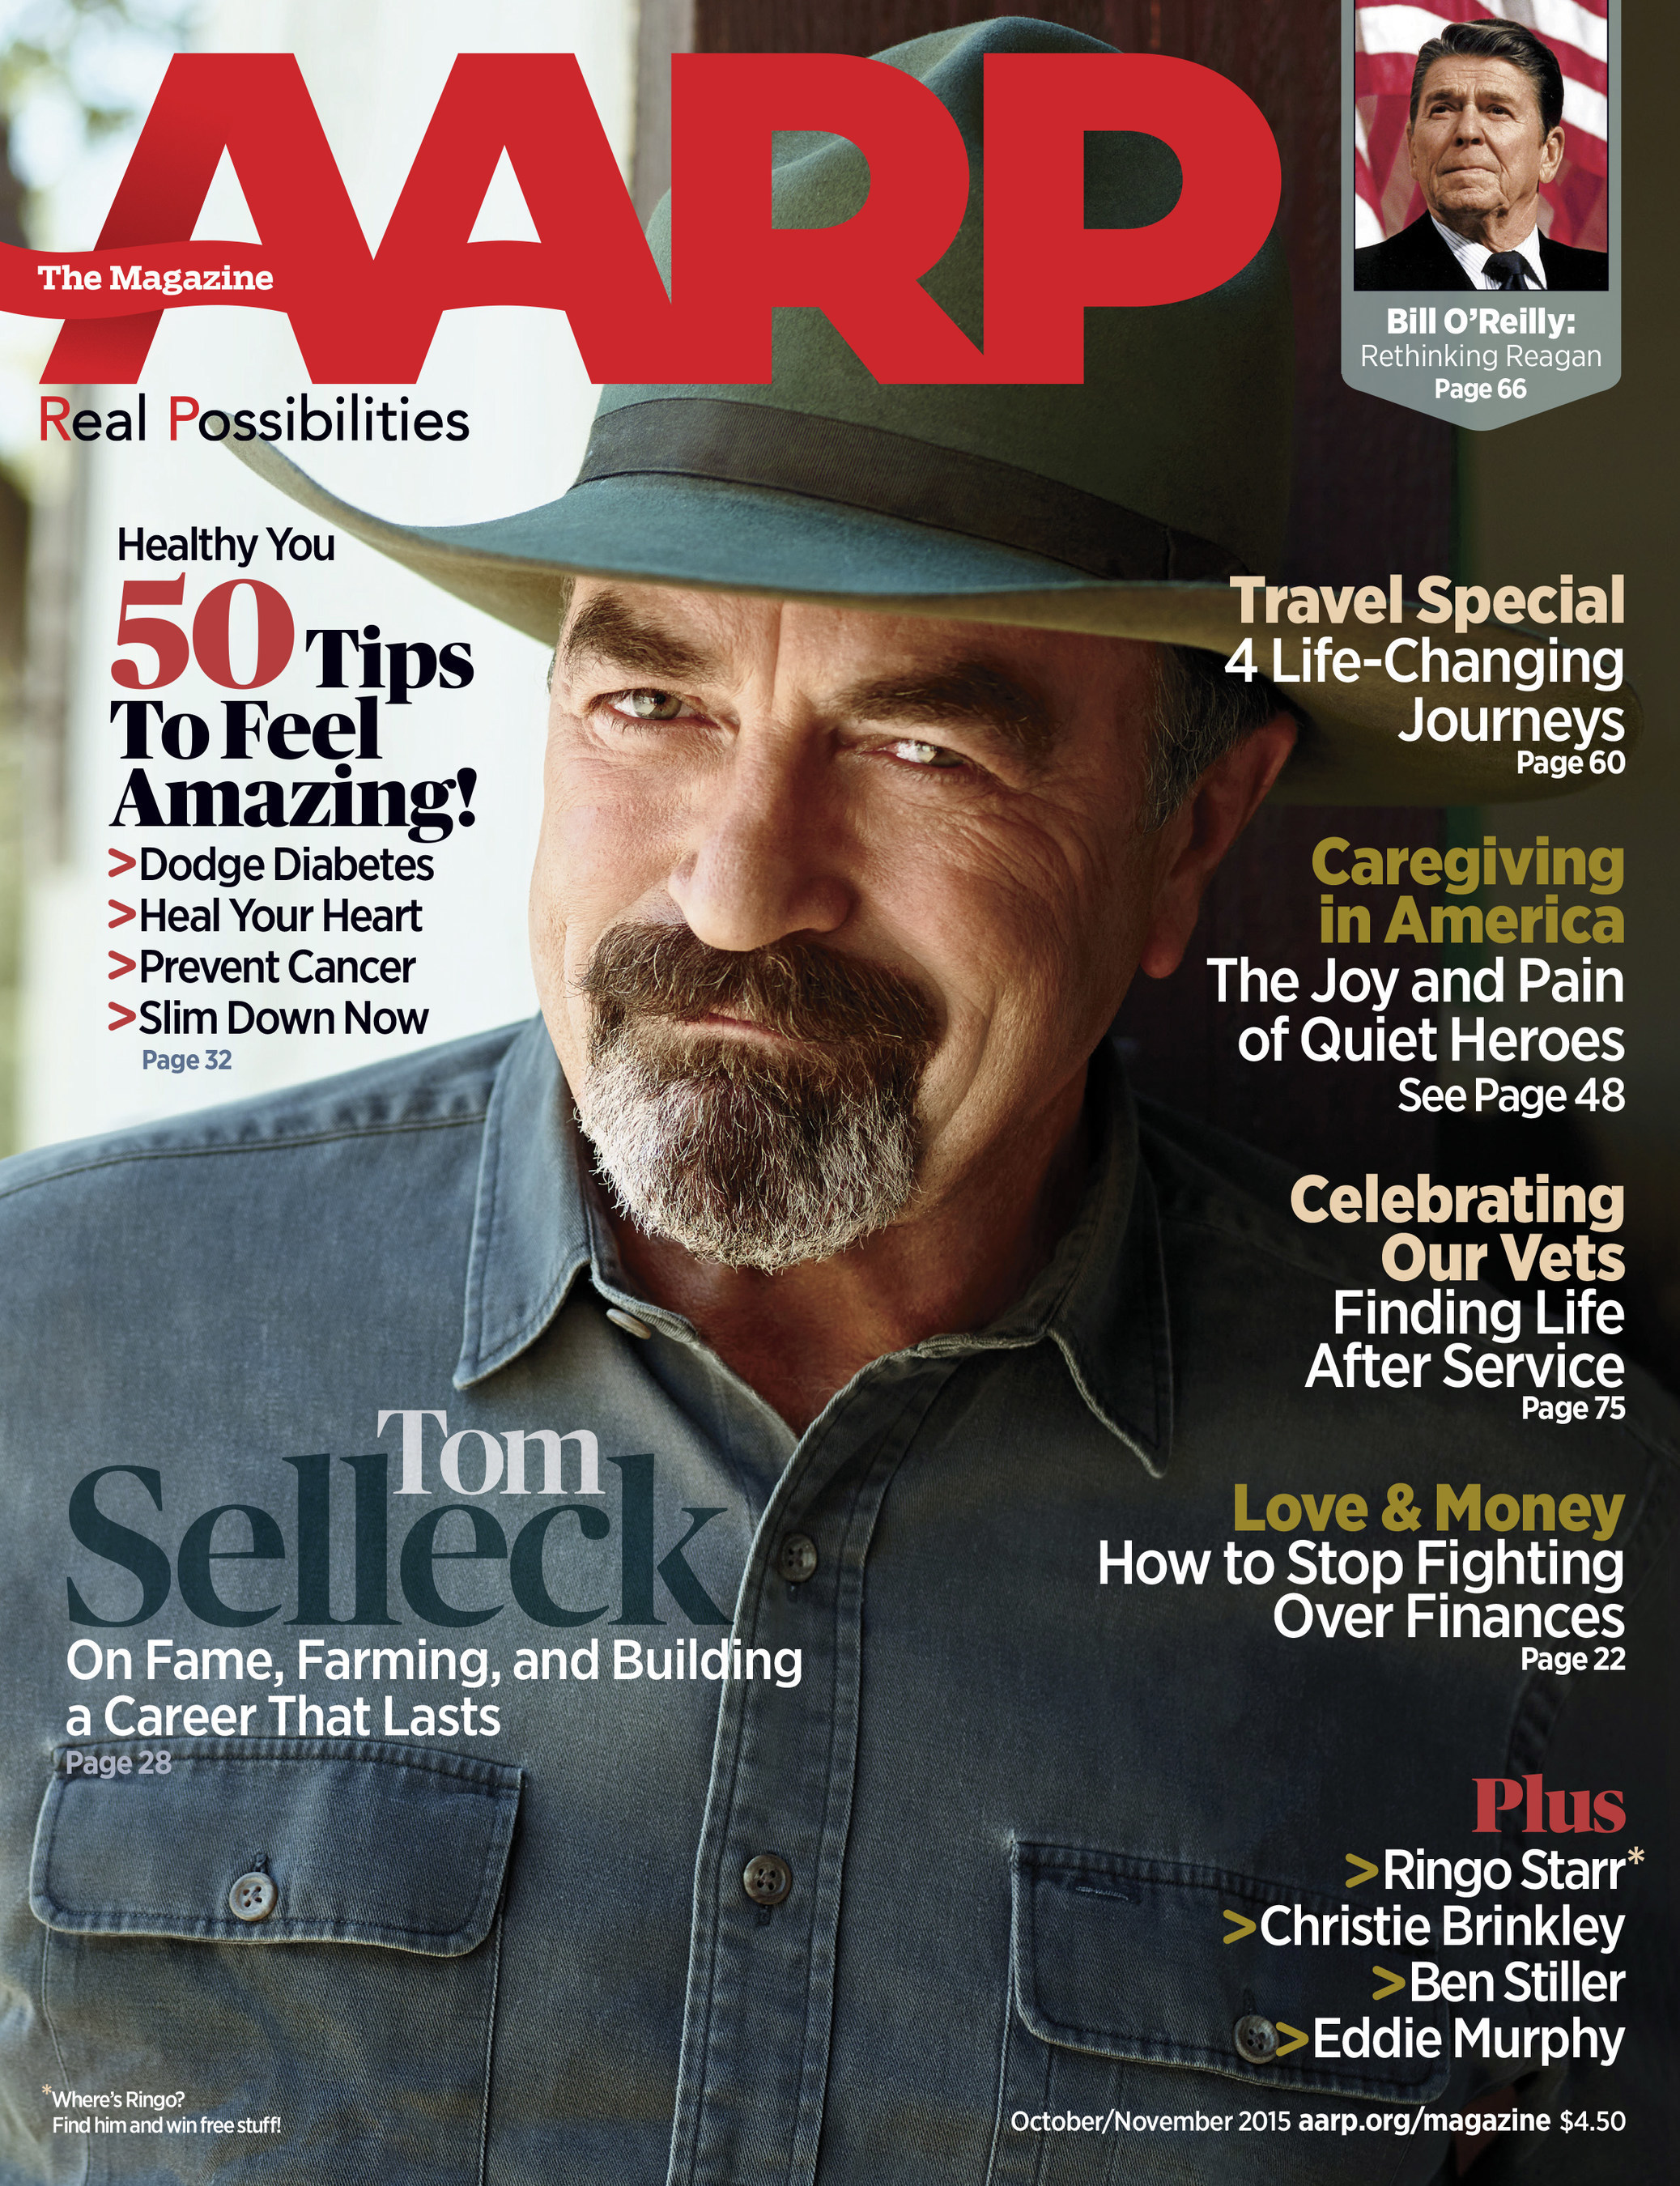 AARP
The Magazine
Real Possibilities
Bill O’Reilly:
Rethinking Reagan
Page 66
Healthy You
50 Tips
To Feel
Amazing!
>Dodge Diabetes
>Heal Your Heart
>Prevent Cancer
>Slim Down Now
Page 32
Travel Special
4 Life-Changing
Journeys
Page 60
Caregiving
in America
The Joy and Pain
of Quiet Heroes
See Page 48
Celebrating
Our Vets
Finding Life
After Service
Page 75
Tom
Selleck
On Fame, Farming, and Building
a Career That Lasts
Page 28
Love & Money
How to Stop Fighting
Over Finances
Page 22
Plus
>Ringo Starr*
>Christie Brinkley
>Ben Stiller
>Eddie Murphy
*Where’s Ringo?
Find him and win free stuff!
October/November 2015 aarp.org/magazine $4.50